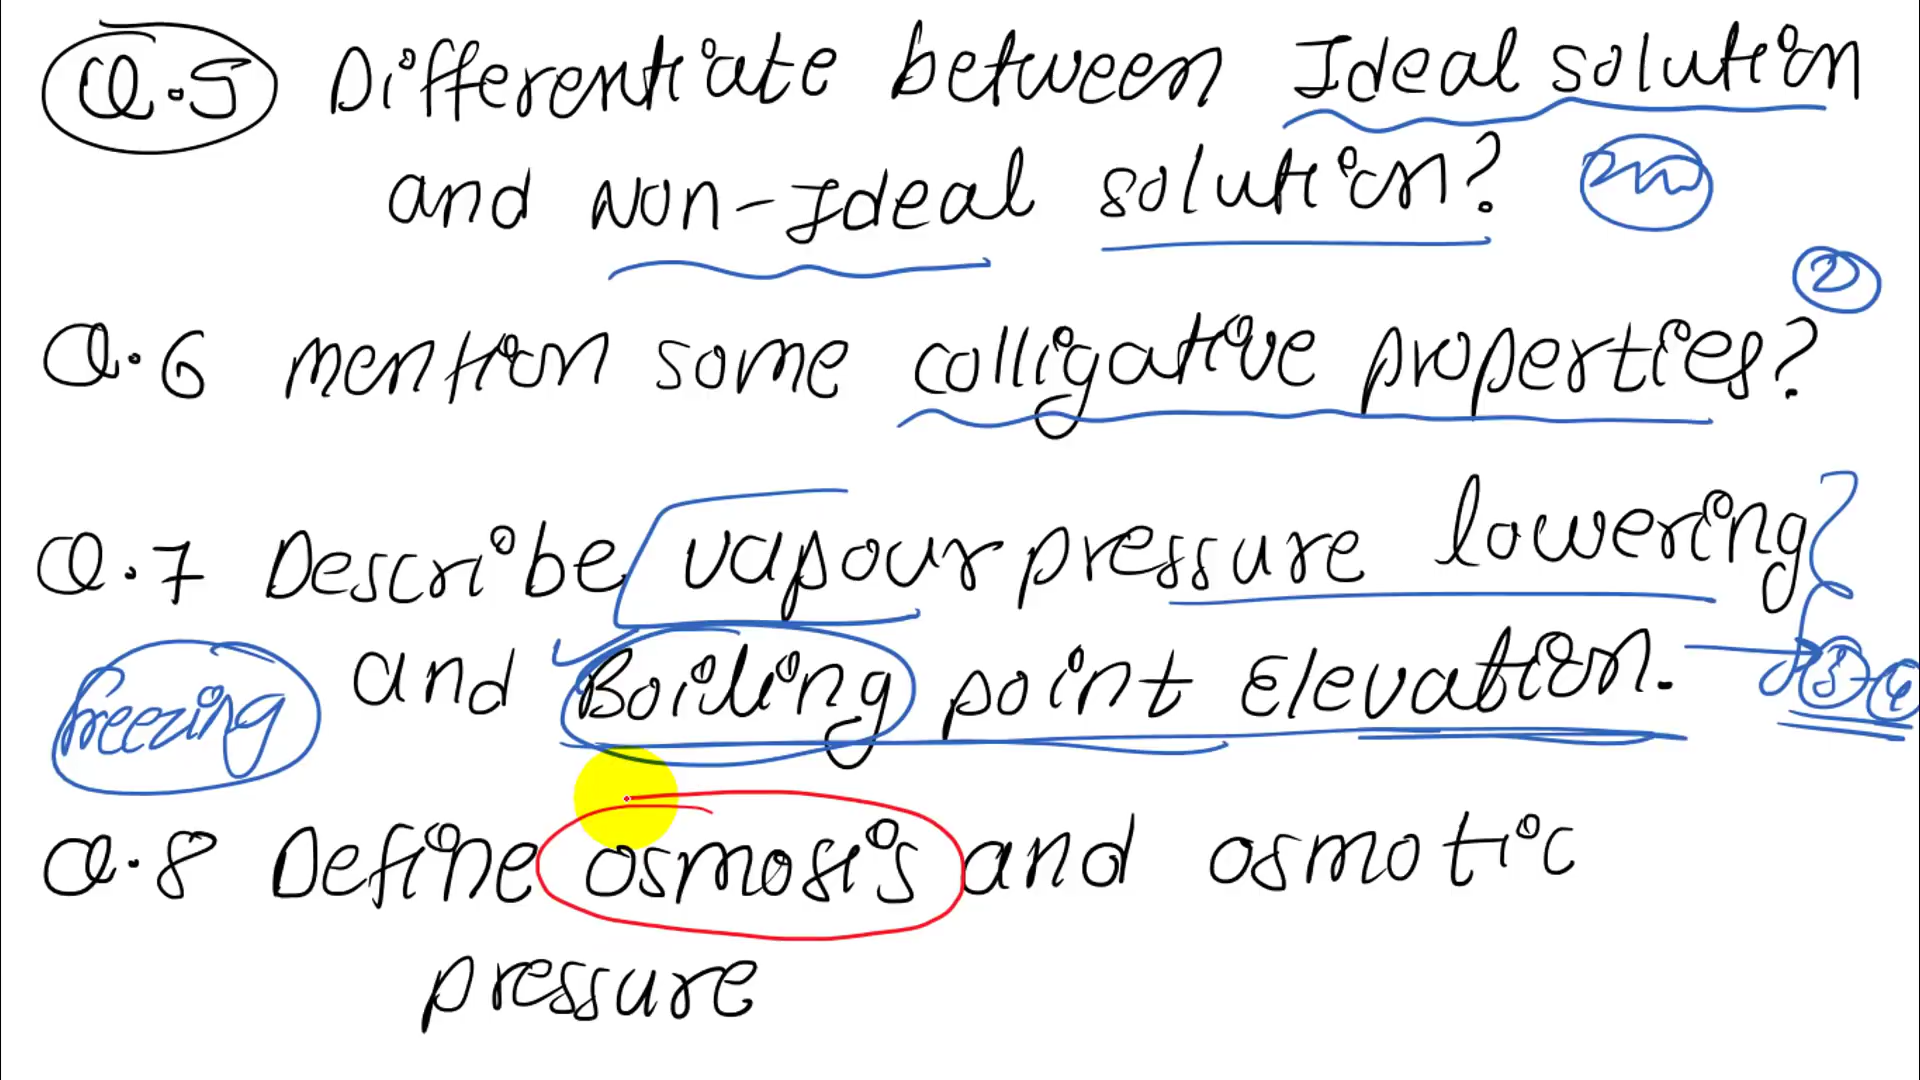 Q.5 Differentiate between Ideal solution
and Non-Ideal solution?
②
Q.6 mention some colligative properties?
Q.7 Describe vapour pressure lowering
and Boiling point Elevation.
freezing
Q.8 Define osmosis and osmotic
pressure